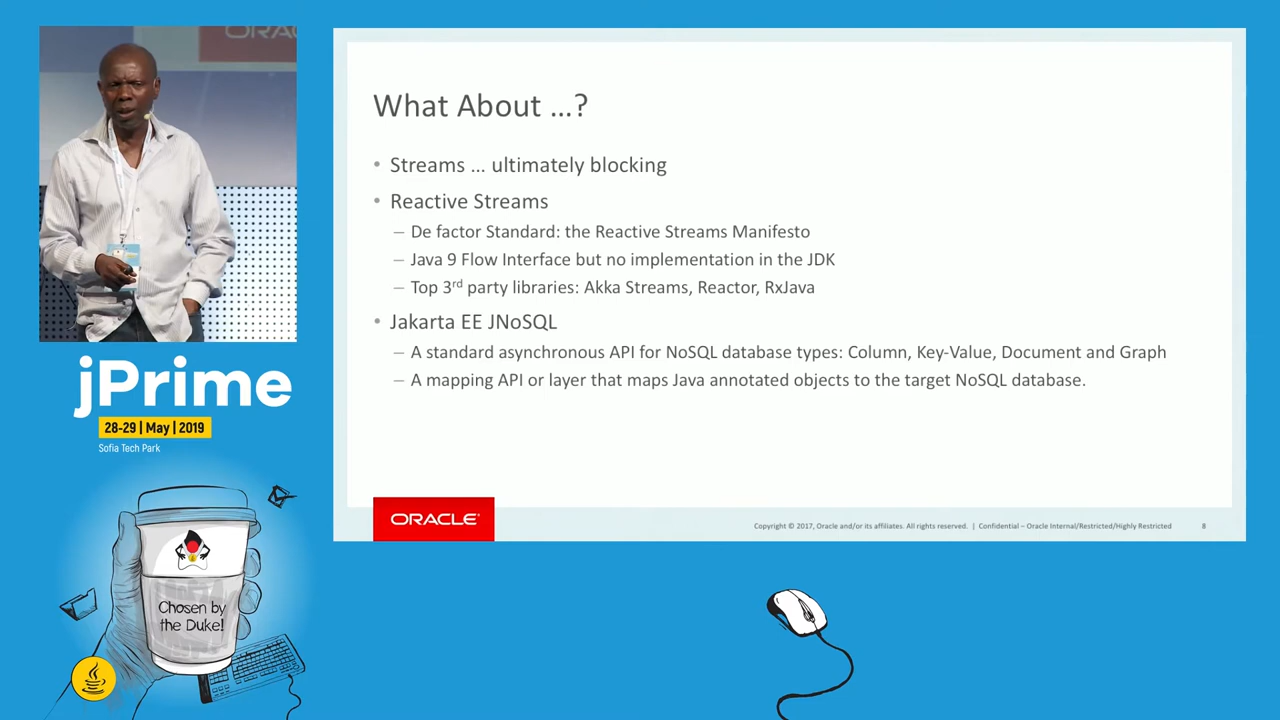 ORAC
jPrime
28-29 | May | 2019
Sofia Tech Park
Chosen by
the Duke!
What About ...?
• Streams ... ultimately blocking
• Reactive Streams
– De factor Standard: the Reactive Streams Manifesto
– Java 9 Flow Interface but no implementation in the JDK
– Top 3rd party libraries: Akka Streams, Reactor, RxJava
• Jakarta EE JNoSQL
– A standard asynchronous API for NoSQL database types: Column, Key-Value, Document and Graph
– A mapping API or layer that maps Java annotated objects to the target NoSQL database.
ORACLE
Copyright © 2017, Oracle and/or its affiliates. All rights reserved. | Confidential – Oracle Internal/Restricted/Highly Restricted 8